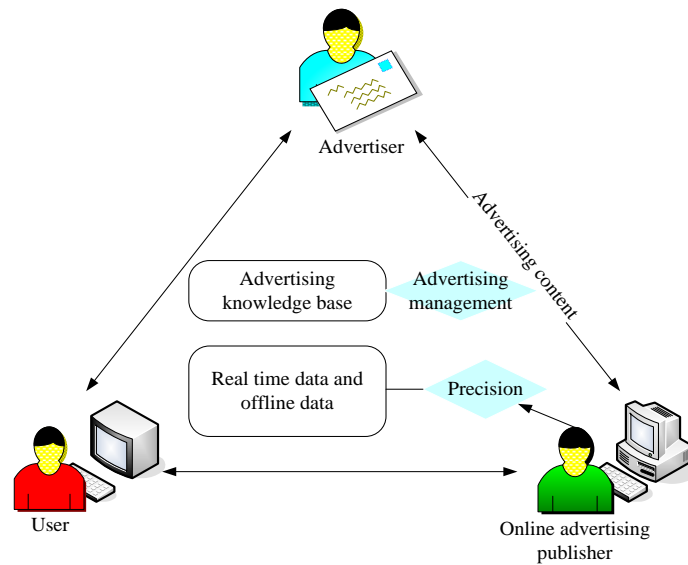 Advertiser
Advertising content
Advertising
knowledge base
Advertising
management
Real time data and
offline data
Precision
User
Online advertising
publisher